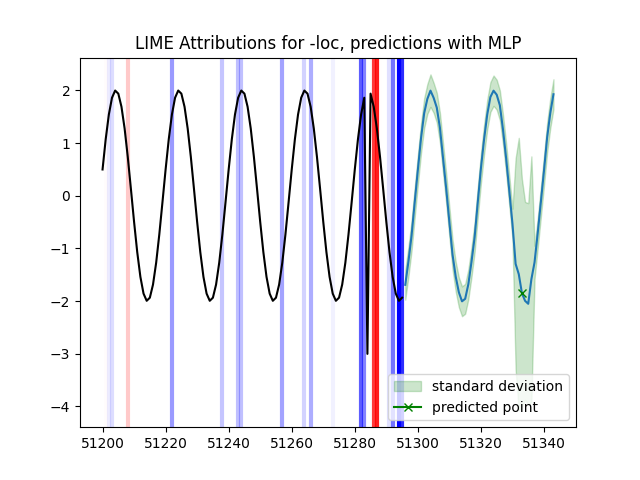 LIME Attributions for -loc, predictions with MLP
2
1
0
−1
−2
−3
−4
standard deviation
predicted point
51200 51220 51240 51260 51280 51300 51320 51340